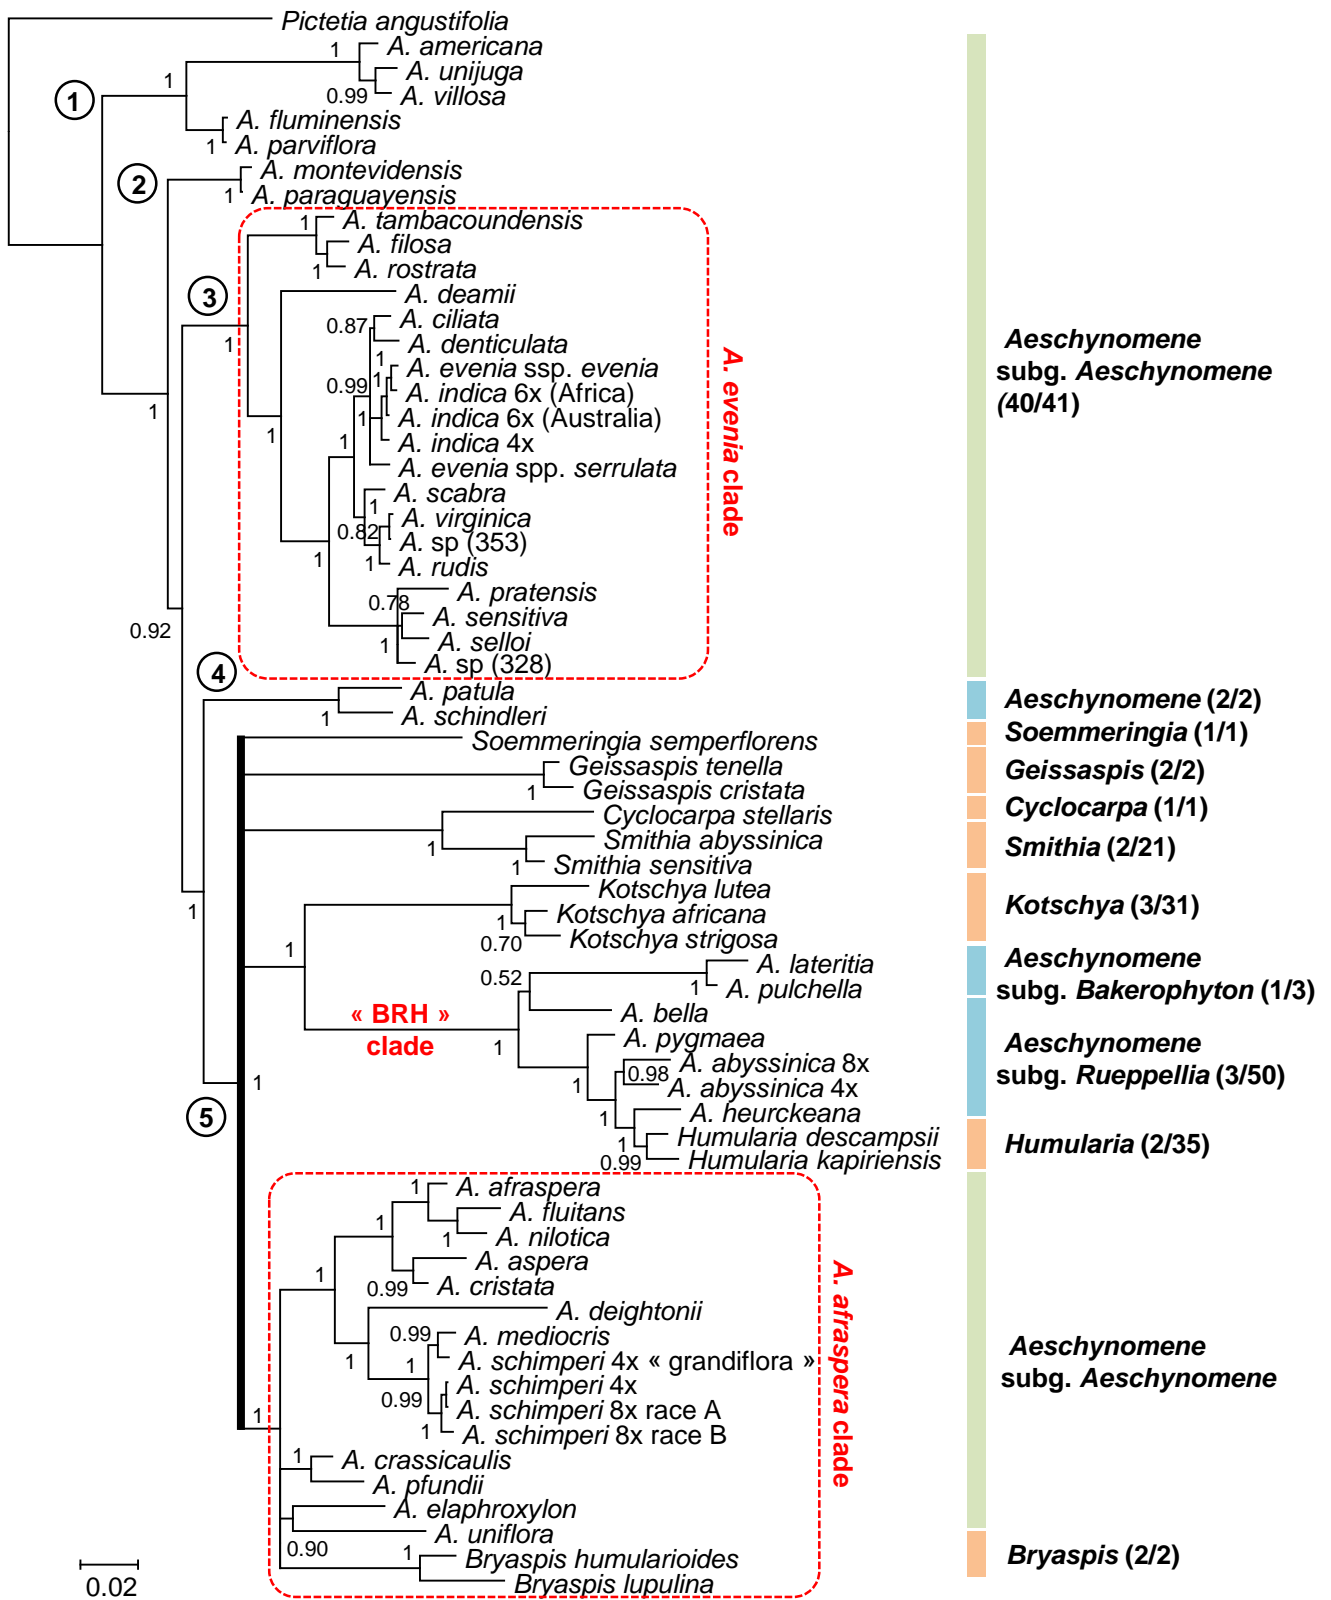 Pictetia angustifolia
1
A. americana
1
A. unijuga
1
0.99
A. villosa
A. fluminensis
1
A. parviflora
2
A. montevidensis
1
A. paraguayensis
1
A. tambacoundensis
A. filosa
1
A. rostrata
3
A. deamii
1
0.87
A. ciliata
A. denticulata
1
A. evenia ssp. evenia
0.99
1
A. indica 6x (Africa)
1
A. indica 6x (Australia)
1
1
1
A. indica 4x
A. evenia spp. serrulata
A. scabra
1
A. virginica
0.82
A. sp (353)
1
1
A. rudis
A. pratensis
0.78
A. sensitiva
0.92
1
A. selloi
A. sp (328)
A. evenia clade
Aeschynomene
subg. Aeschynomene
(40/41)
4
A. patula
1
A. schindleri
Aeschynomene (2/2)
Soemmeringia semperflorens
Soemmeringia (1/1)
Geissaspis tenella
1
Geissaspis cristata
Geissaspis (2/2)
Cyclocarpa stellaris
Cyclocarpa (1/1)
1
Smithia abyssinica
1
Smithia sensitiva
Smithia (2/21)
Kotschya lutea
1
1
Kotschya africana
1
0.70
Kotschya strigosa
Kotschya (3/31)
A. lateritia
0.52
1
A. pulchella
Aeschynomene
subg. Bakerophyton (1/3)
« BRH »
clade
A. bella
1
A. pygmaea
A. abyssinica 8x
0.98
1
1
A. abyssinica 4x
Aeschynomene
subg. Rueppellia (3/50)
5
1
A. heurckeana
1
Humularia descampsii
0.99
Humularia kapiriensis
Humularia (2/35)
1
A. afraspera
1
A. fluitans
1
A. nilotica
1
A. aspera
0.99
A. cristata
A. deightonii
0.99
A. mediocris
1
1
A. schimperi 4x « grandiflora »
A. schimperi 4x
0.99
A. schimperi 8x race A
1
1
A. schimperi 8x race B
1
A. crassicaulis
A. pfundii
A. elaphroxylon
A. uniflora
0.90
A. afraspera clade
Aeschynomene
subg. Aeschynomene
1
Bryaspis humularioides
Bryaspis lupulina
Bryaspis (2/2)
0.02